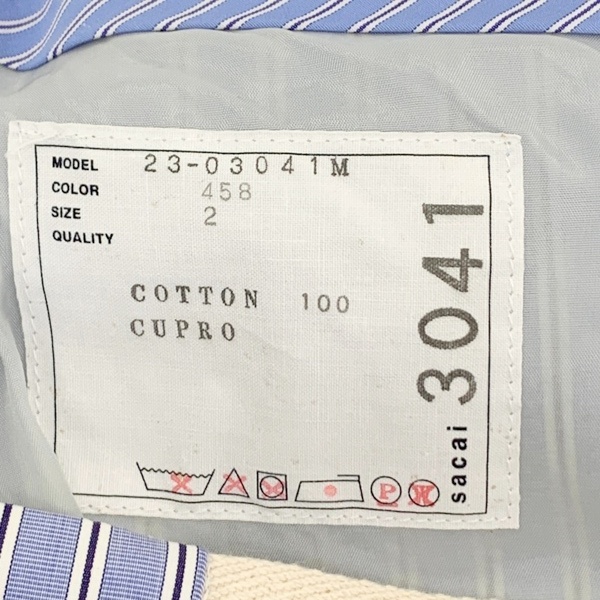 MODEL 23-03041M
COLOR 458
SIZE 2
QUALITY
COTTON 100
CUPRO
sacai 3041
P W